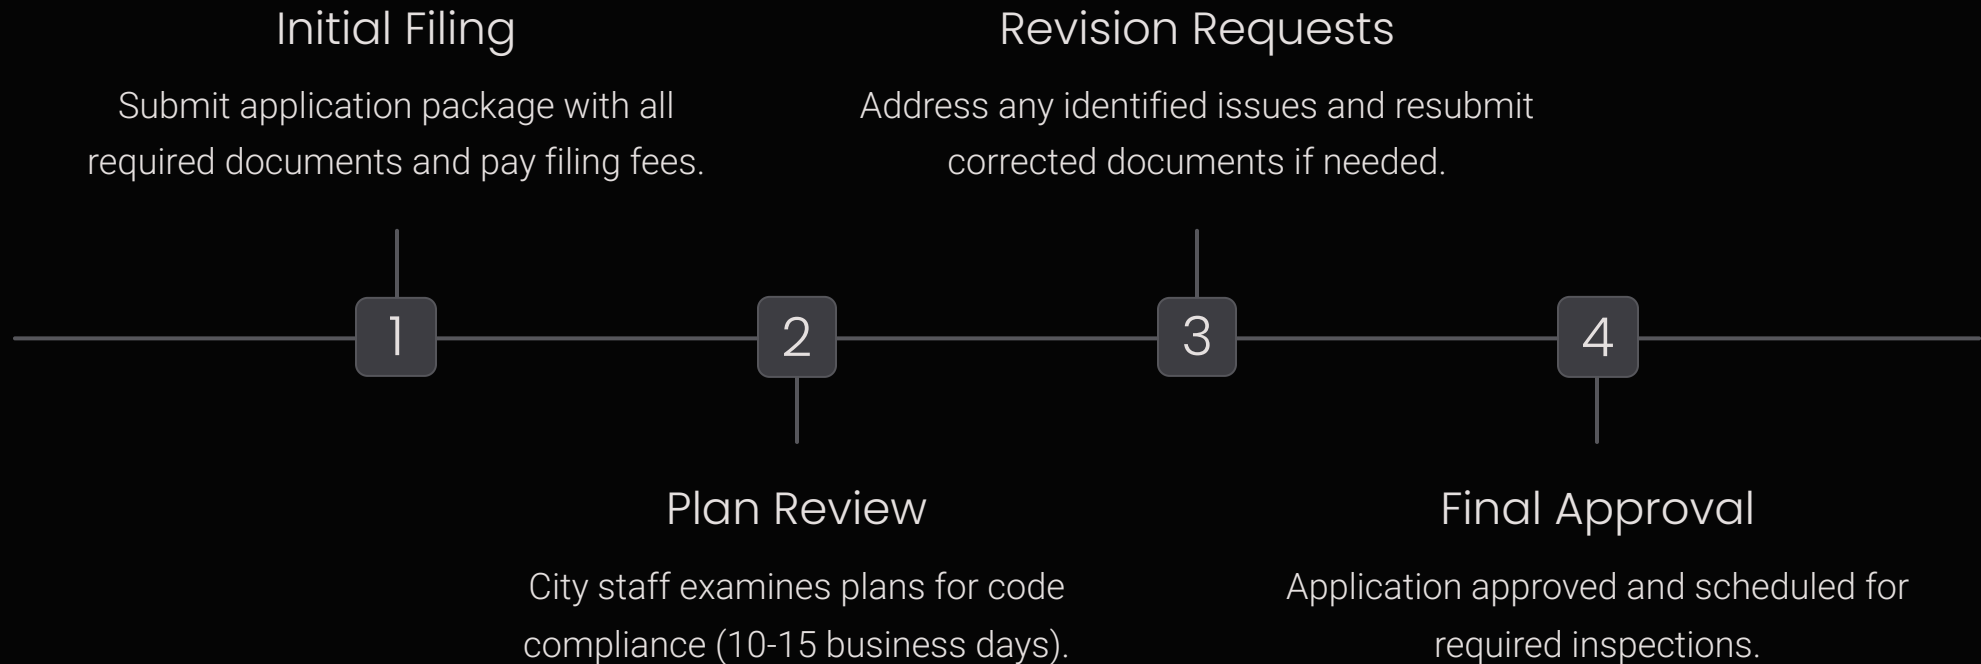 Initial Filing
Submit application package with all
required documents and pay filing fees.
1
2
Plan Review
City staff examines plans for code
compliance (10-15 business days).
Revision Requests
Address any identified issues and resubmit
corrected documents if needed.
3
4
Final Approval
Application approved and scheduled for
required inspections.